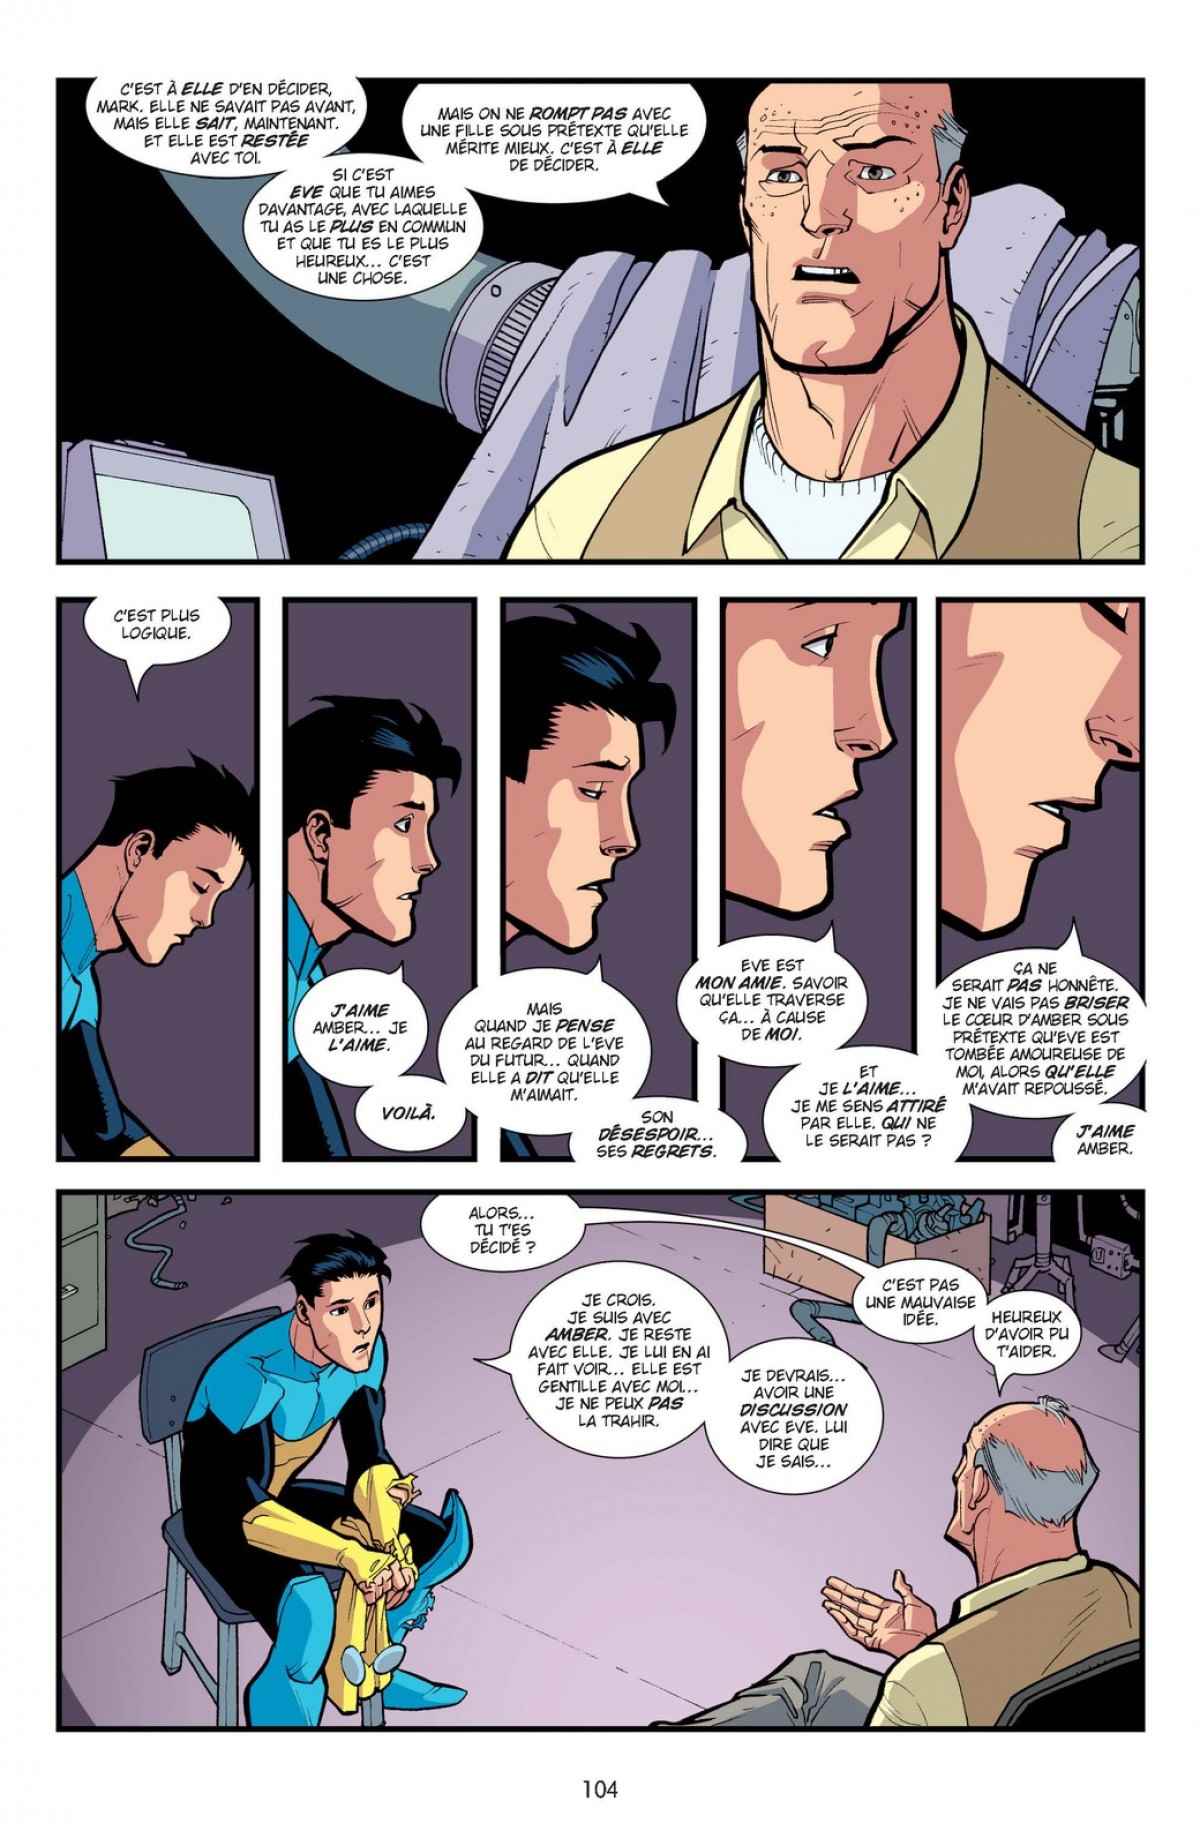 C'EST À ELLE D'EN DÉCIDER,
MARK. ELLE NE SAVAIT PAS AVANT,
MAIS ELLE SAIT, MAINTENANT.
ET ELLE EST RESTÉE
AVEC TOI.
SI C'EST
EVE QUE TU AIMES
DAVANTAGE, AVEC LAQUELLE
TU AS LE PLUS EN COMMUN
ET QUE TU ES LE PLUS
HEUREUX... C'EST
UNE CHOSE.
MAIS ON NE ROMPT PAS AVEC
UNE FILLE SOUS PRÉTEXTE QU'ELLE
MÉRITE MIEUX. C'EST À ELLE
DE DÉCIDER.
C'EST PLUS
LOGIQUE.
J'AIME
AMBER... JE
L'AIME.
VOILÀ.
MAIS
QUAND JE PENSE
AU REGARD DE L'EVE
DU FUTUR... QUAND
ELLE A DIT QU'ELLE
M'AIMAIT.
SON
DÉSESPOIR...
SES REGRETS.
EVE EST
MON AMIE. SAVOIR
QU'ELLE TRAVERSE
ÇA... À CAUSE
DE MOI.
ET
JE L'AIME...
JE ME SENS ATTIRÉ
PAR ELLE. QUI NE
LE SERAIT PAS ?
ÇA NE
SERAIT PAS HONNÊTE.
JE NE VAIS PAS BRISER
LE CŒUR D'AMBER SOUS
PRÉTEXTE QU'EVE EST
TOMBÉE AMOUREUSE DE
MOI, ALORS QU'ELLE
M'AVAIT REPOUSSÉ.
J'AIME
AMBER.
ALORS...
TU T'ES
DÉCIDÉ ?
JE CROIS.
JE SUIS AVEC
AMBER. JE RESTE
AVEC ELLE. JE LUI EN AI
FAIT VOIR... ELLE EST
GENTILLE AVEC MOI...
JE NE PEUX PAS
LA TRAHIR.
JE DEVRAIS...
AVOIR UNE
DISCUSSION
AVEC EVE. LUI
DIRE QUE
JE SAIS...
C'EST PAS
UNE MAUVAISE
IDÉE.
HEUREUX
D'AVOIR PU
T'AIDER.
104